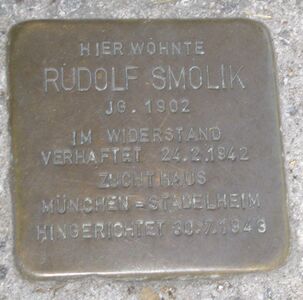 HIER WOHNTE
RUDOLF SMOLIK
JG. 1902
IM WIDERSTAND
VERHAFTET 24.2.1942
ZUCHTHAUS
MÜNCHEN-STADELHEIM
HINGERICHTET 30.7.1943